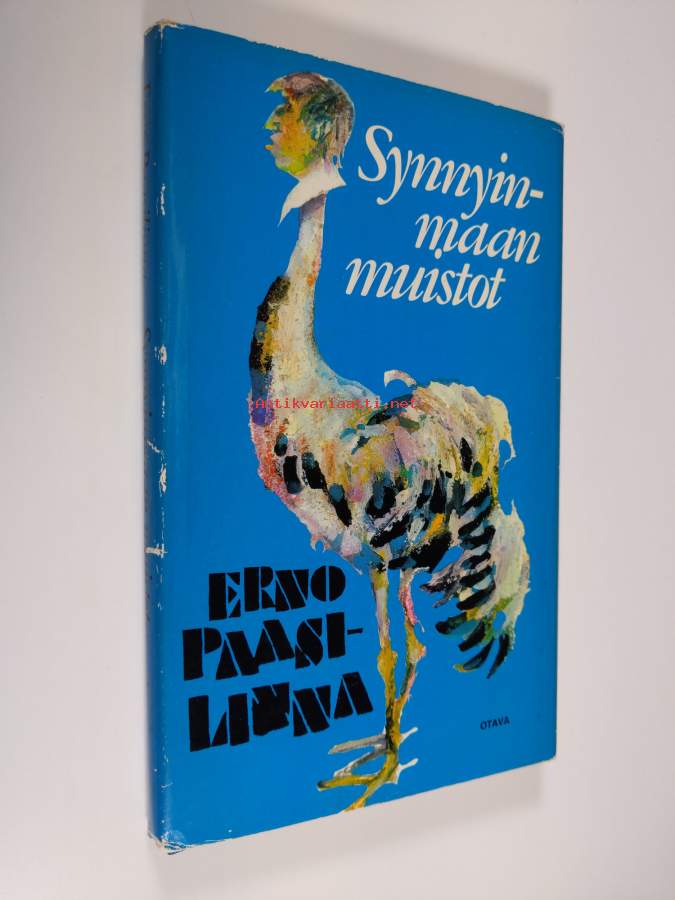 Synnyin-
maan
muistot
Antikvariaatti.net
ERNO
PAASI-
LINNA
OTAVA